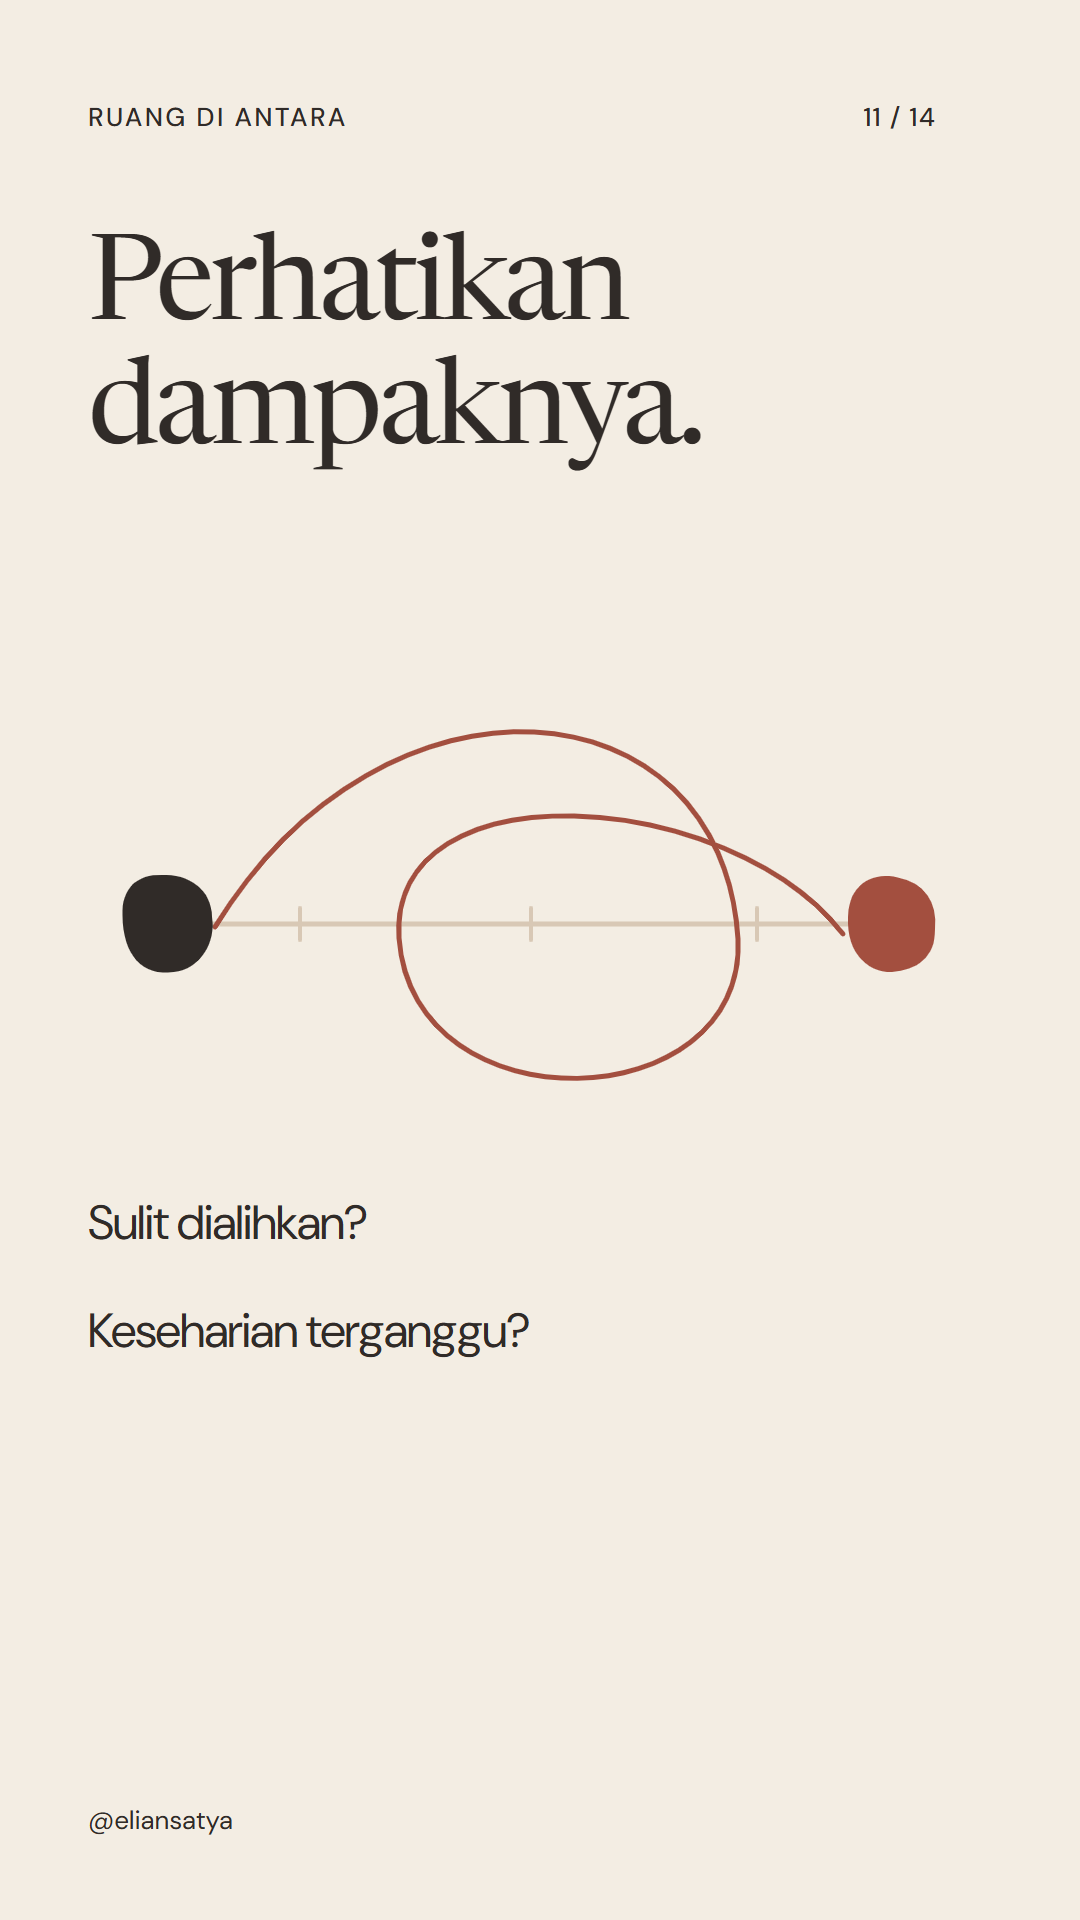 RUANG DI ANTARA
11 / 14
Perhatikan
dampaknya.
Sulit dialihkan?
Keseharian terganggu?
@eliansatya